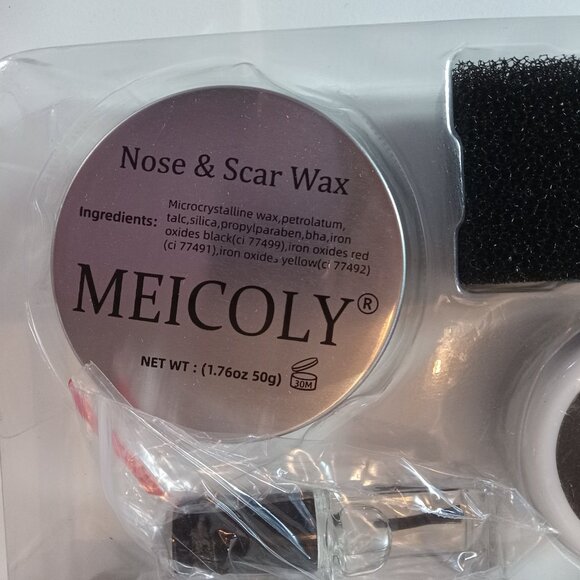 Nose & Scar Wax
Ingredients: Microcrystalline wax,petrolatum,
talc,silica,propylparaben,bha,iron
oxides black(ci 77499),iron oxides red
(ci 77491),iron oxides yellow(ci 77492)
MEICOLY®
NET WT : (1.76oz 50g) 30M